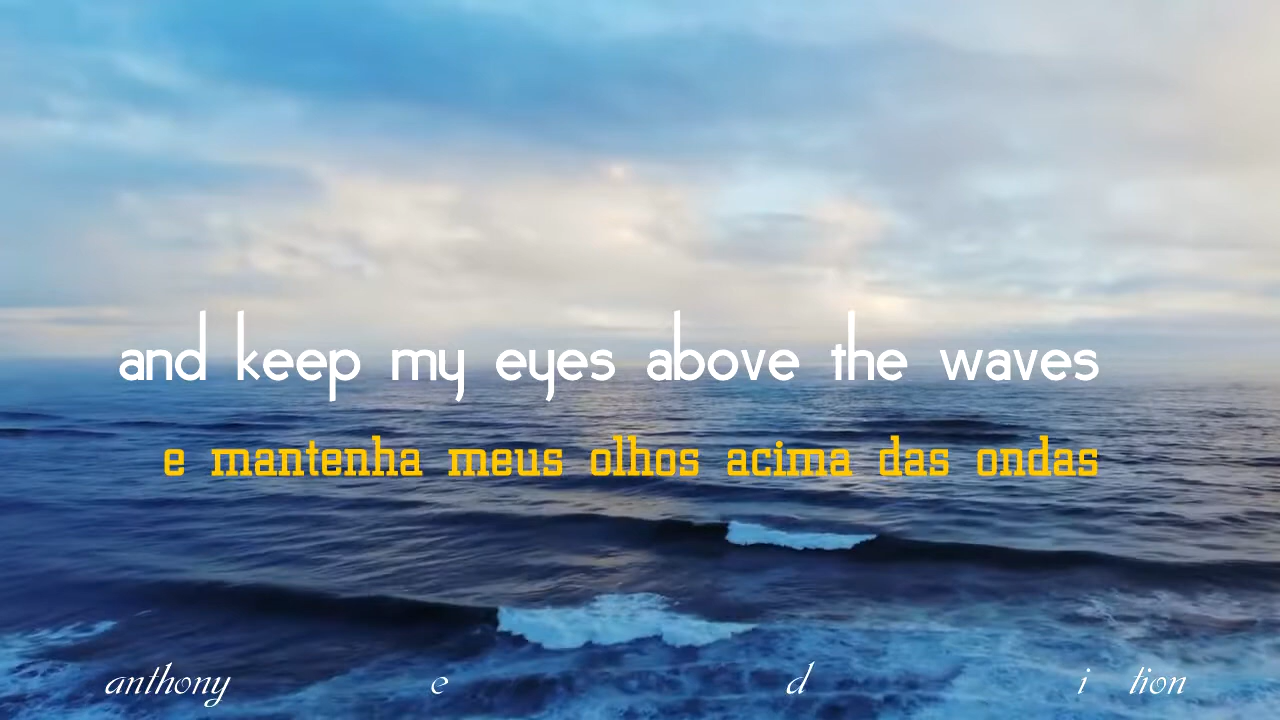 and keep my eyes above the waves
e mantenha meus olhos acima das ondas
anthony e d i tion